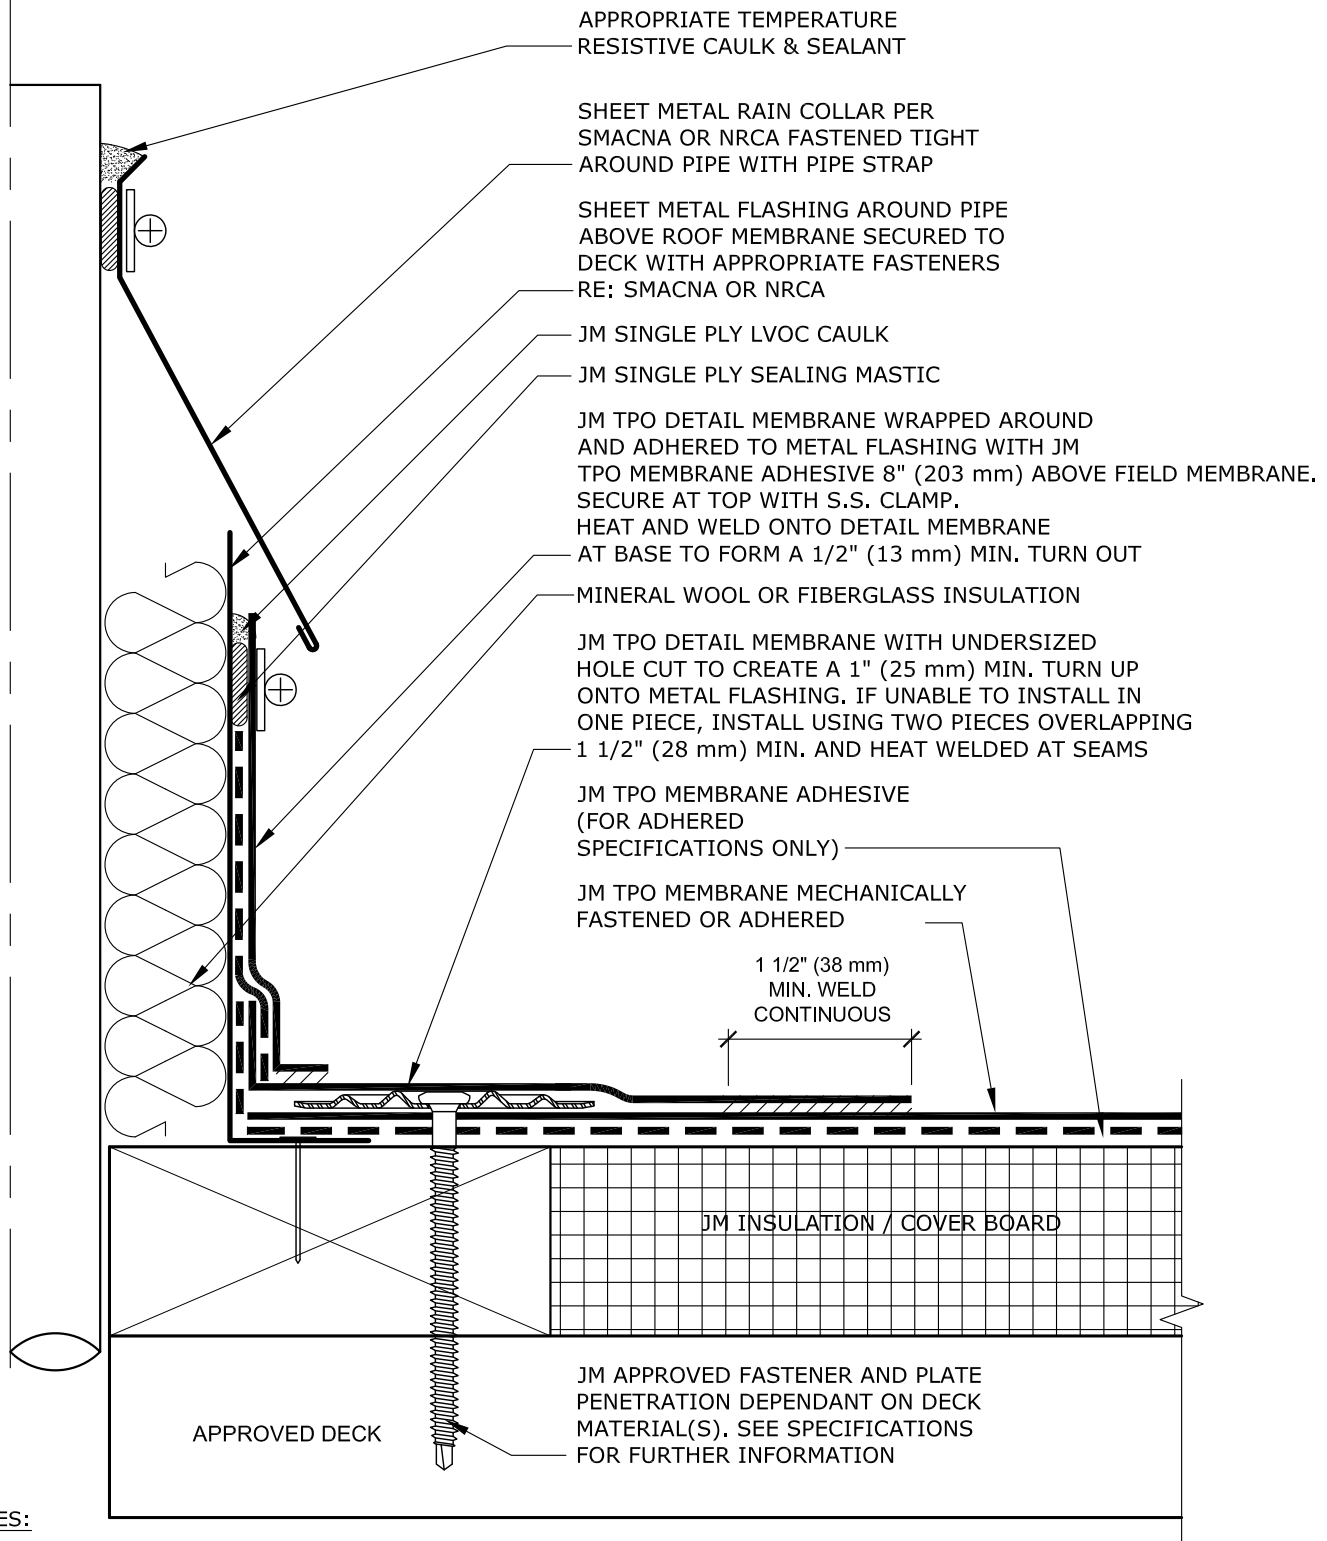 APPROPRIATE TEMPERATURE
RESISTIVE CAULK & SEALANT
SHEET METAL RAIN COLLAR PER
SMACNA OR NRCA FASTENED TIGHT
AROUND PIPE WITH PIPE STRAP
SHEET METAL FLASHING AROUND PIPE
ABOVE ROOF MEMBRANE SECURED TO
DECK WITH APPROPRIATE FASTENERS
RE: SMACNA OR NRCA
JM SINGLE PLY LVOC CAULK
JM SINGLE PLY SEALING MASTIC
JM TPO DETAIL MEMBRANE WRAPPED AROUND
AND ADHERED TO METAL FLASHING WITH JM
TPO MEMBRANE ADHESIVE 8" (203 mm) ABOVE FIELD MEMBRANE.
SECURE AT TOP WITH S.S. CLAMP.
HEAT AND WELD ONTO DETAIL MEMBRANE
AT BASE TO FORM A 1/2" (13 mm) MIN. TURN OUT
MINERAL WOOL OR FIBERGLASS INSULATION
JM TPO DETAIL MEMBRANE WITH UNDERSIZED
HOLE CUT TO CREATE A 1" (25 mm) MIN. TURN UP
ONTO METAL FLASHING. IF UNABLE TO INSTALL IN
ONE PIECE, INSTALL USING TWO PIECES OVERLAPPING
1 1/2" (28 mm) MIN. AND HEAT WELDED AT SEAMS
JM TPO MEMBRANE ADHESIVE
(FOR ADHERED
SPECIFICATIONS ONLY)
JM TPO MEMBRANE MECHANICALLY
FASTENED OR ADHERED
1 1/2" (38 mm)
MIN. WELD
CONTINUOUS
JM INSULATION / COVER BOARD
JM APPROVED FASTENER AND PLATE
PENETRATION DEPENDANT ON DECK
MATERIAL(S). SEE SPECIFICATIONS
FOR FURTHER INFORMATION
APPROVED DECK
ES: